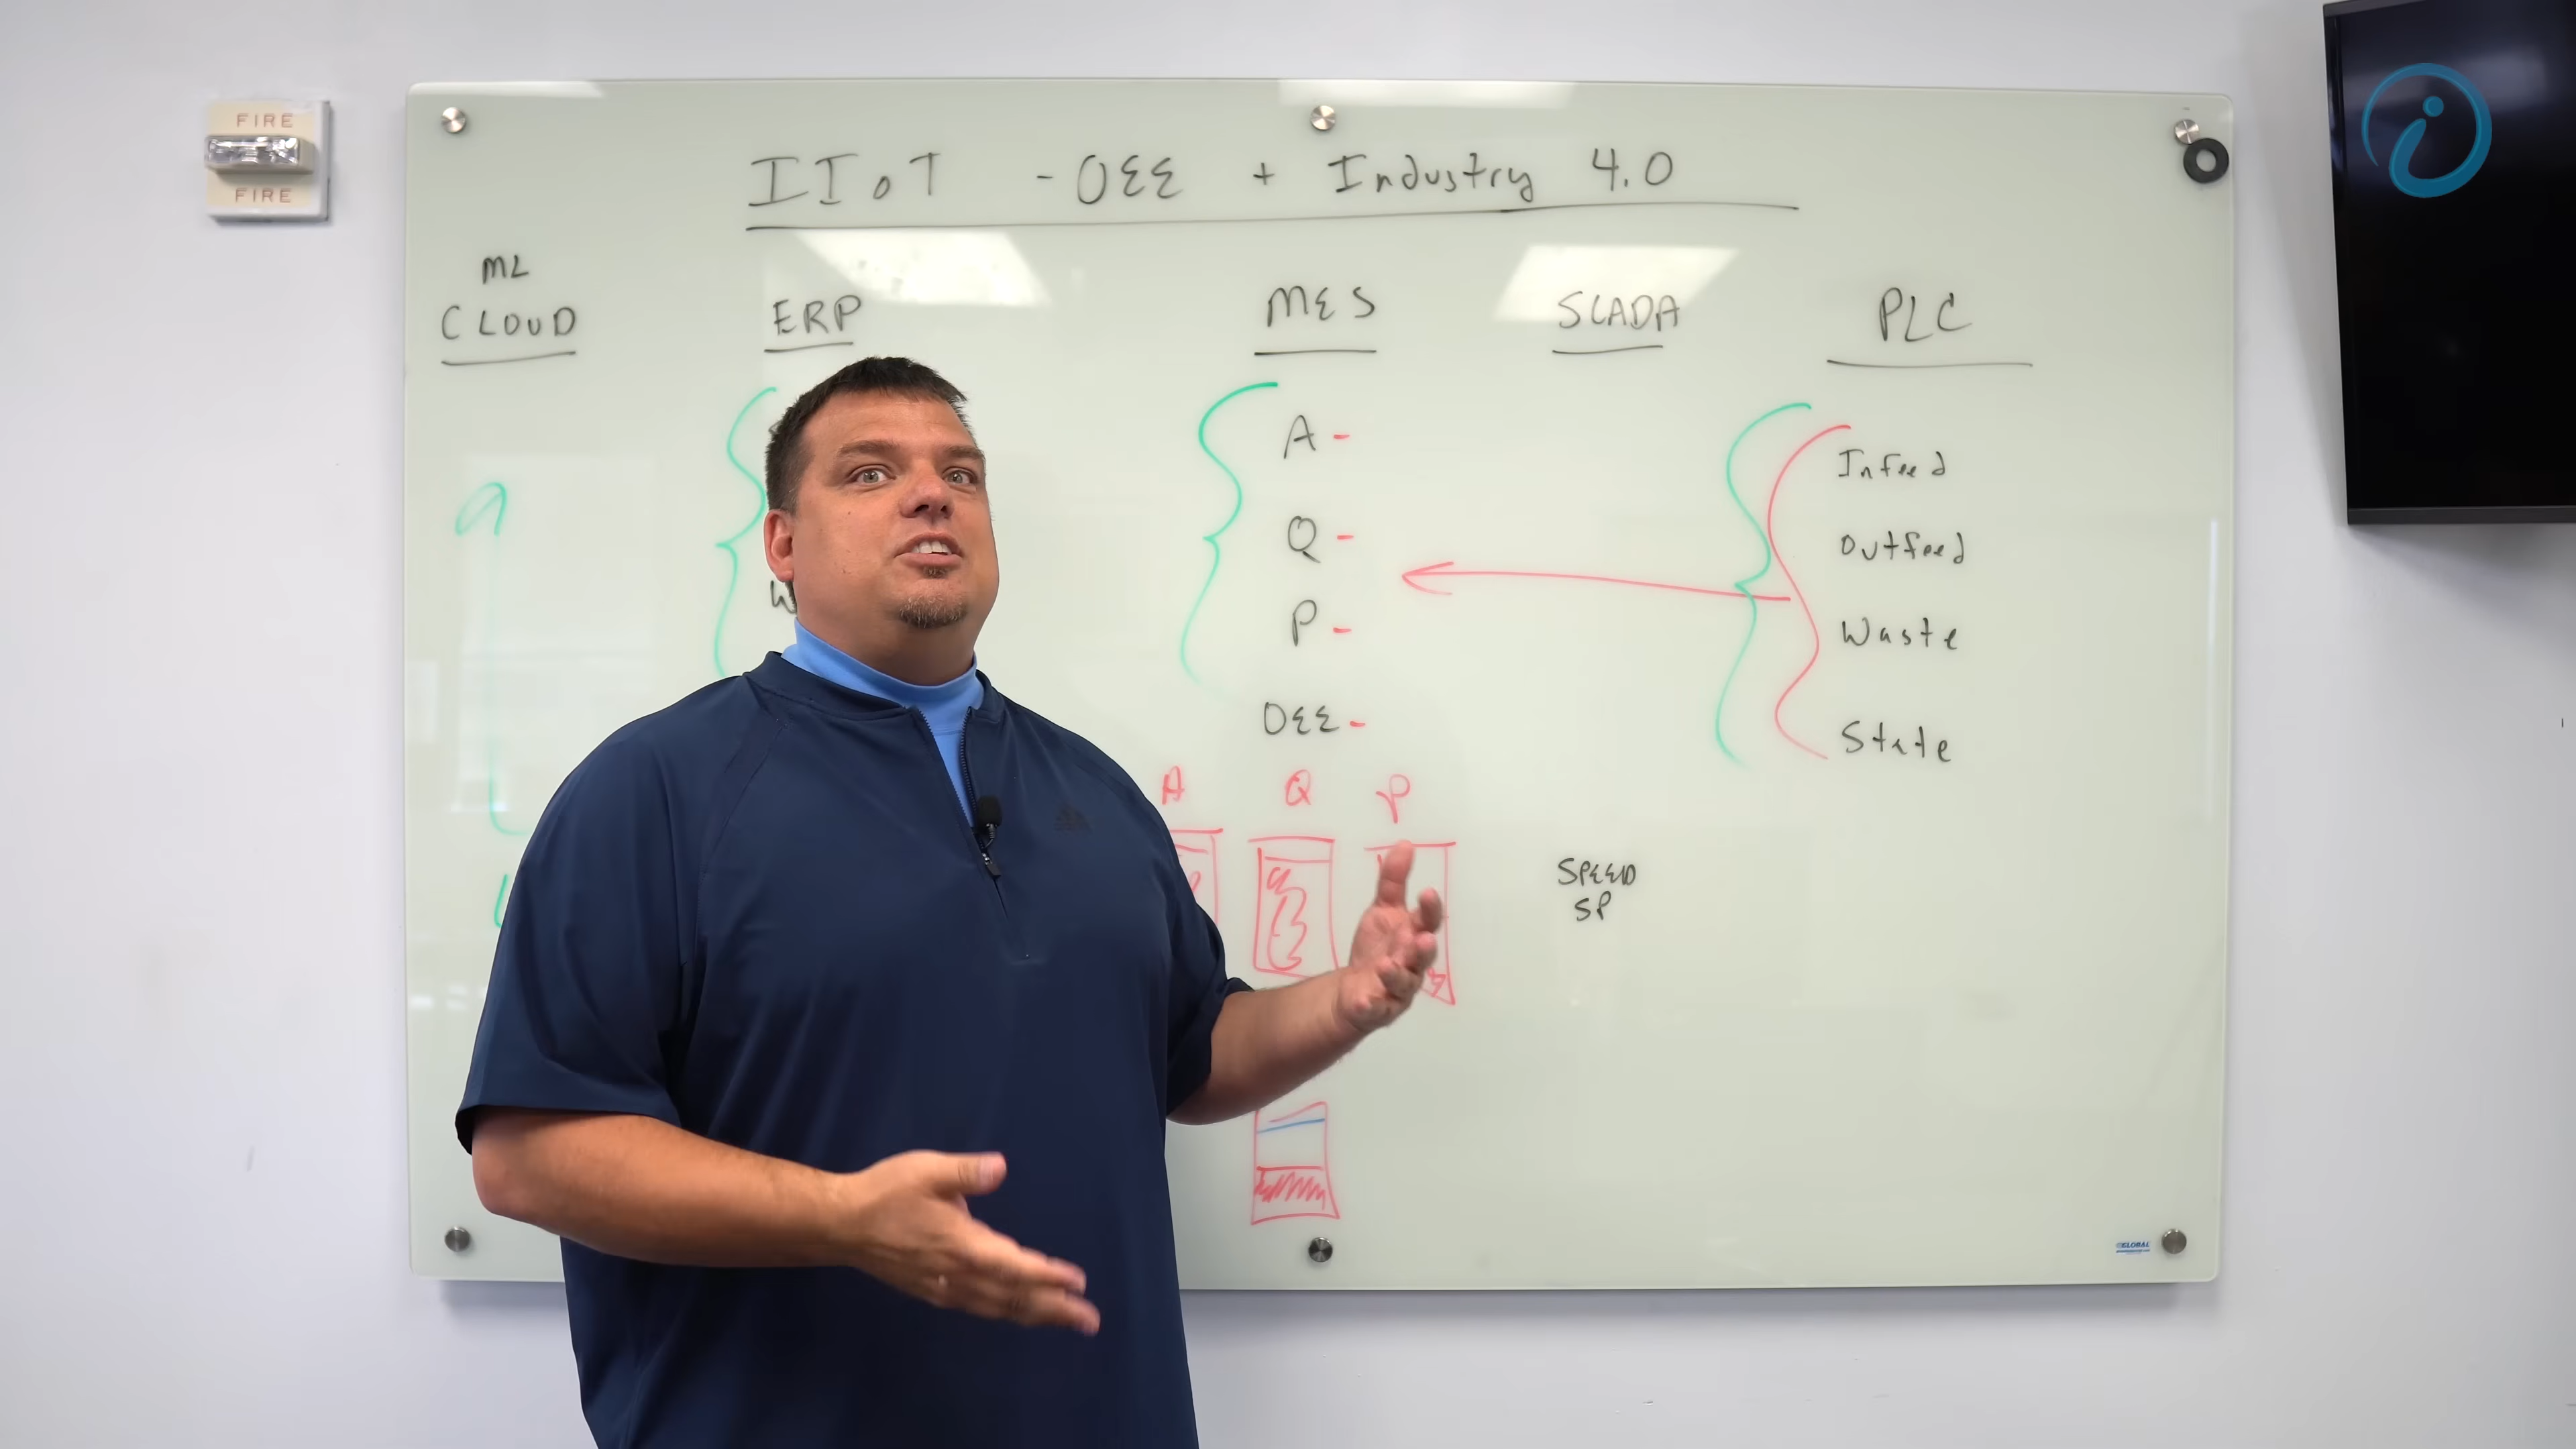 FIRE
FIRE
IIoT - OEE + Industry 4.0
ML
CLOUD
ERP
MES
SCADA
PLC
A -
Q -
P -
OEE -
Infeed
Outfeed
Waste
State
A Q P
SPEED
SP
GLOBAL